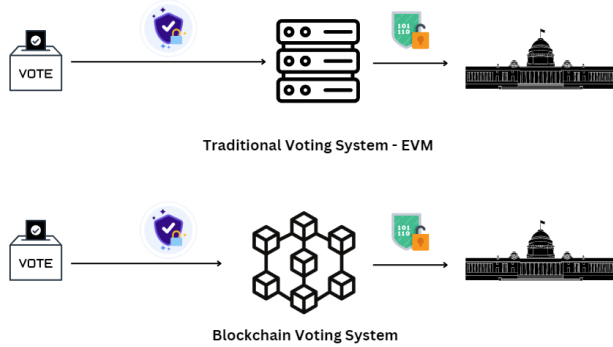 101
110
VOTE
Traditional Voting System - EVM
101
110
VOTE
Blockchain Voting System